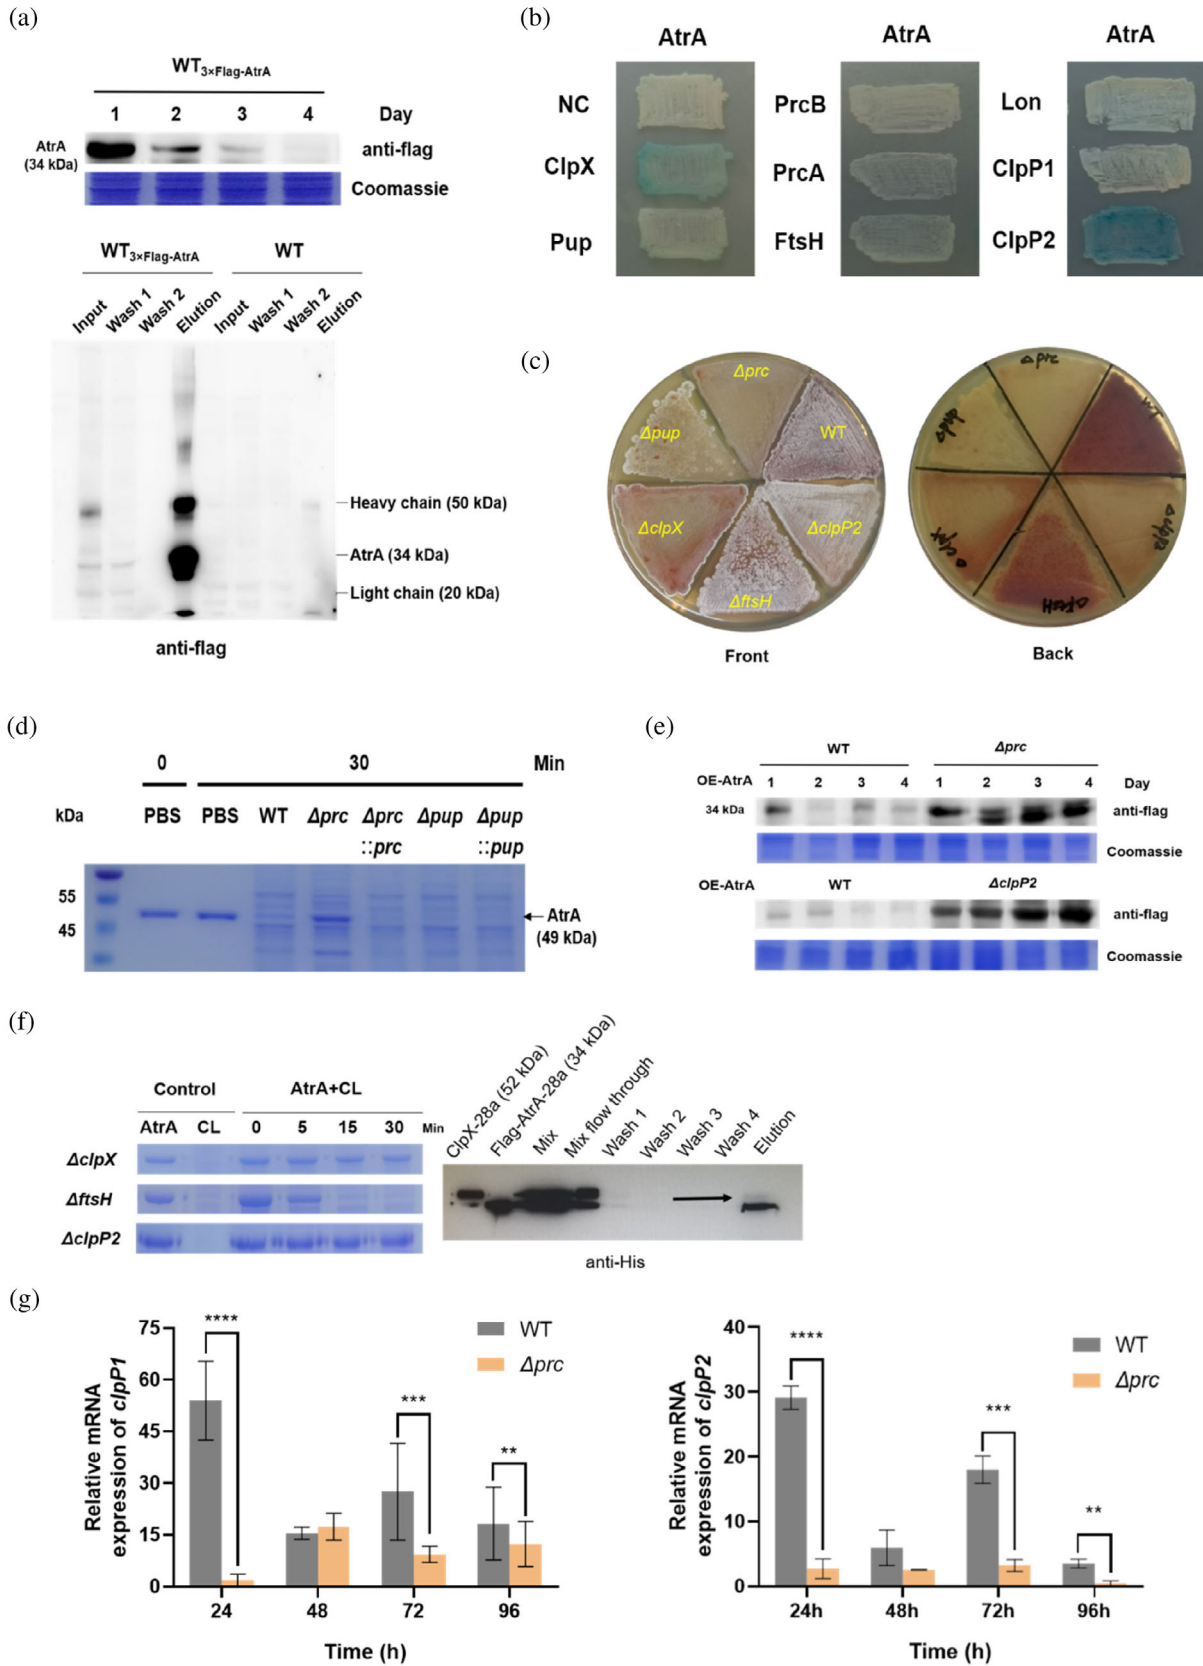 (a)
WT3×Flag-AtrA
1 2 3 4 Day
AtrA
(34 kDa)
anti-flag
Coomassie
WT3×Flag-AtrA WT
Input Wash 1 Wash 2 Elution Input Wash 1 Wash 2 Elution
Heavy chain (50 kDa)
AtrA (34 kDa)
Light chain (20 kDa)
anti-flag
(b)
AtrA AtrA AtrA
NC PrcB Lon
ClpX PrcA ClpP1
Pup FtsH ClpP2
(c)
Δprc
Δpup WT
ΔclpX ΔclpP2
ΔftsH
Front
Δprc
Δpup WT
ΔclpX Δclpp2
ΔftsH
Back
(d)
0 30 Min
kDa PBS PBS WT Δprc Δprc Δpup Δpup
::prc ::pup
55
45
AtrA
(49 kDa)
(e)
WT Δprc
OE-AtrA 1 2 3 4 1 2 3 4 Day
34 kDa anti-flag
Coomassie
OE-AtrA WT ΔclpP2
anti-flag
Coomassie
(f)
Control AtrA+CL
AtrA CL 0 5 15 30 Min
ΔclpX
ΔftsH
ΔclpP2
ClpX-28a (52 kDa) Flag-AtrA-28a (34 kDa) Mix Mix flow through Wash 1 Wash 2 Wash 3 Wash 4 Elution
anti-His
(g)
Relative mRNA
expression of clpP1
75
60
45
30
15
0
**** *** **
WT
Δprc
24 48 72 96
Time (h)
Relative mRNA
expression of clpP2
40
30
20
10
0
**** *** **
WT
Δprc
24h 48h 72h 96h
Time (h)